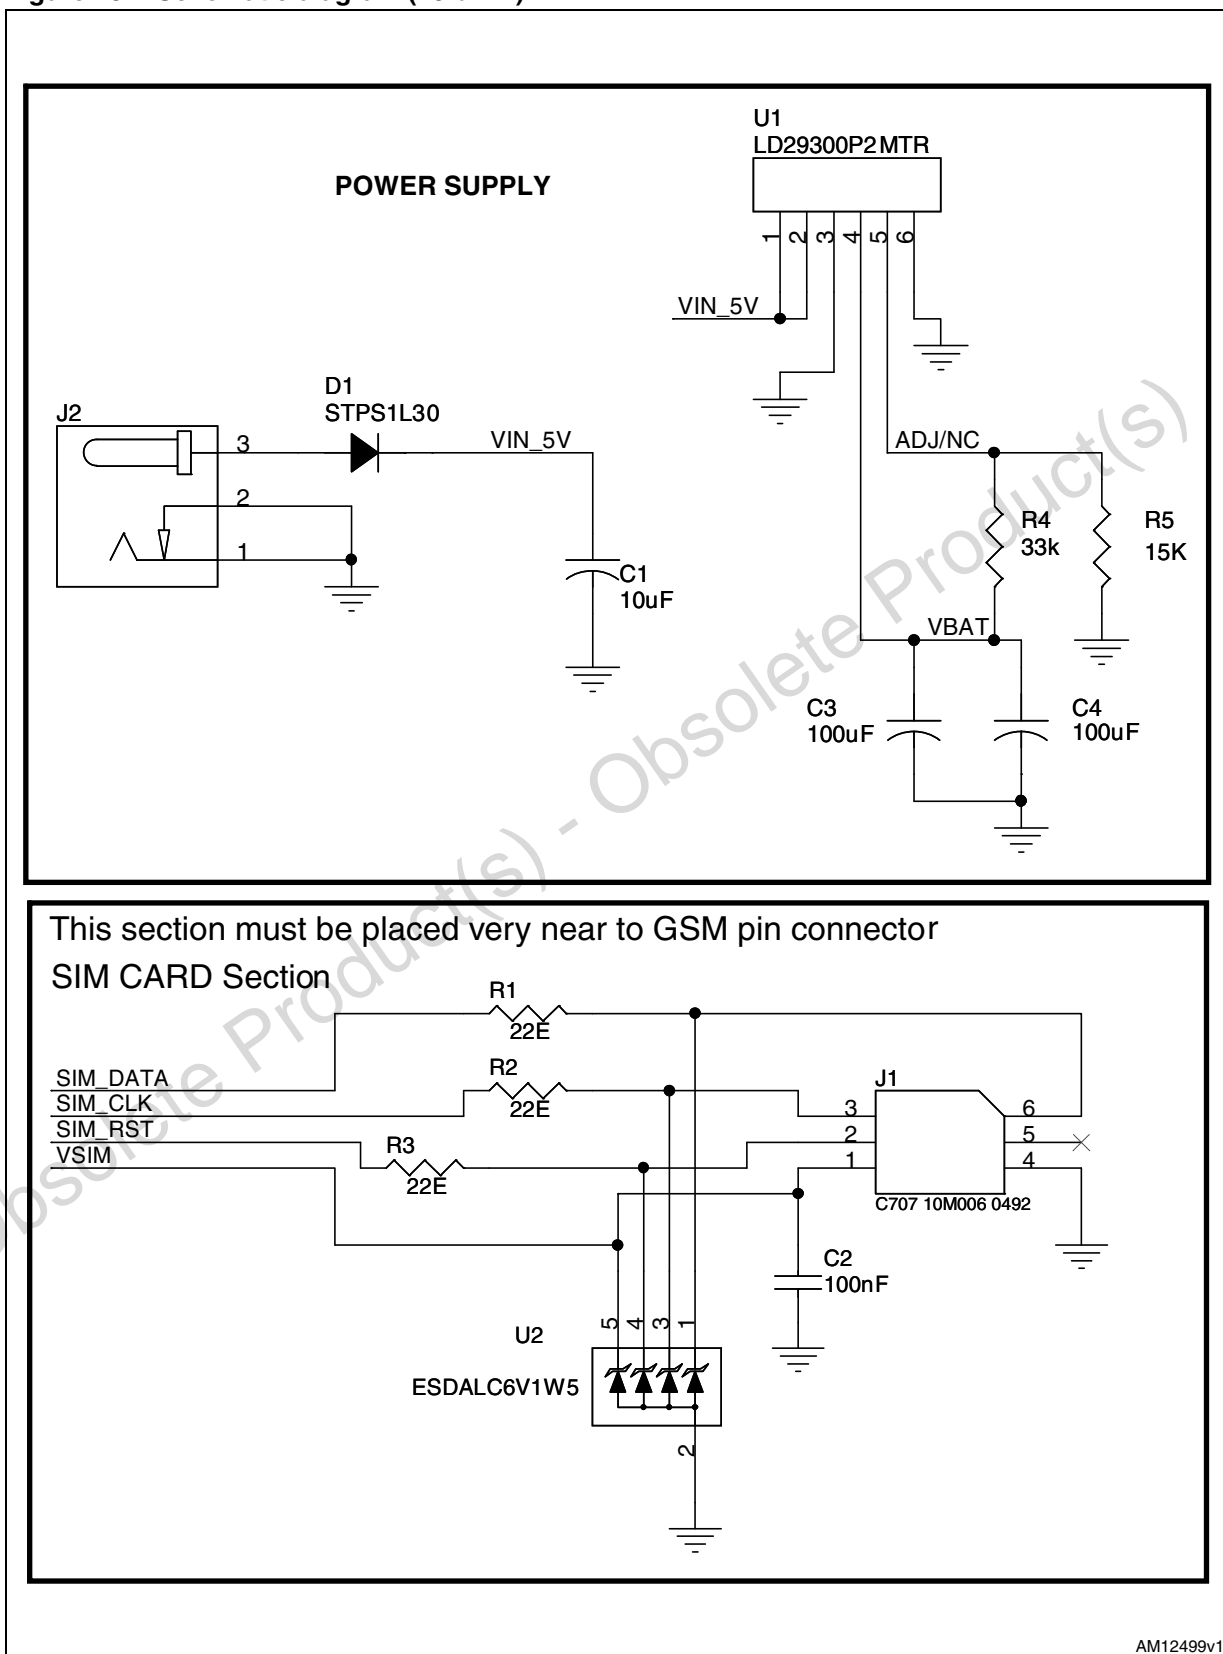 POWER SUPPLY
U1
LD29300P2MTR
1 2 3 4 5 6
VIN_5V
J2
3
2
1
D1
STPS1L30
VIN_5V
C1
10uF
ADJ/NC
R4
33k
R5
15K
VBAT
C3
100uF
C4
100uF
This section must be placed very near to GSM pin connector
SIM CARD Section
SIM_DATA
SIM_CLK
SIM_RST
VSIM
R1
22E
R2
22E
R3
22E
J1
3
2
1
6
5
4
C707 10M006 0492
C2
100nF
U2
ESDALC6V1W5
5 4 3 1
2
Obsolete Product(s) - Obsolete Product(s)
AM12499v1